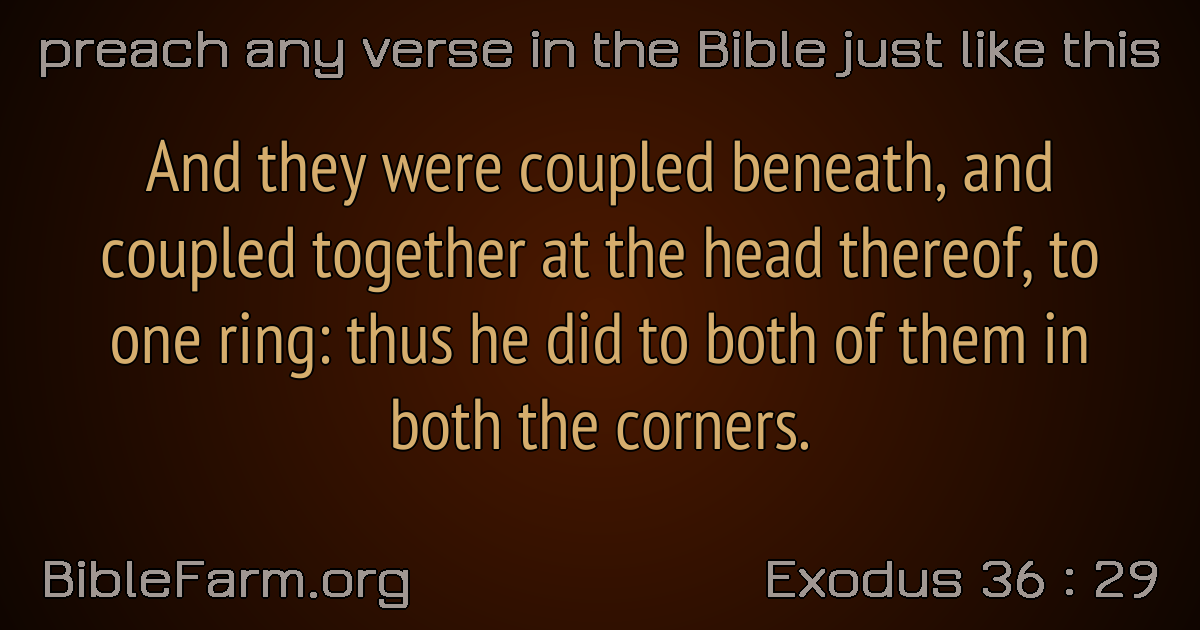 preach any verse in the Bible just like this
And they were coupled beneath, and
coupled together at the head thereof, to
one ring: thus he did to both of them in
both the corners.
BibleFarm.org
Exodus 36 : 29